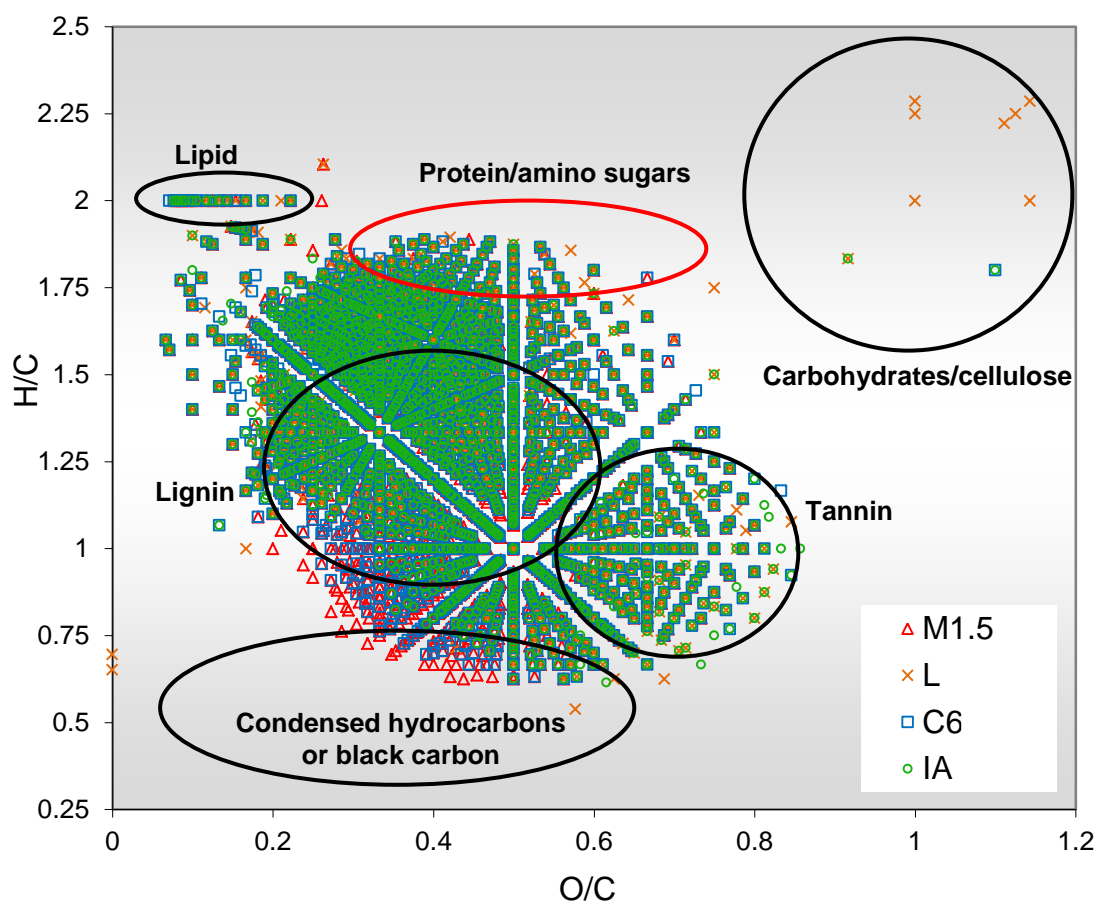 2.5
2.25
2
1.75
1.5
1.25
1
0.75
0.5
0.25
H/C
Lipid
Protein/amino sugars
Carbohydrates/cellulose
Lignin
Tannin
Condensed hydrocarbons
or black carbon
M1.5
L
C6
IA
0
0.2
0.4
0.6
0.8
1
1.2
O/C